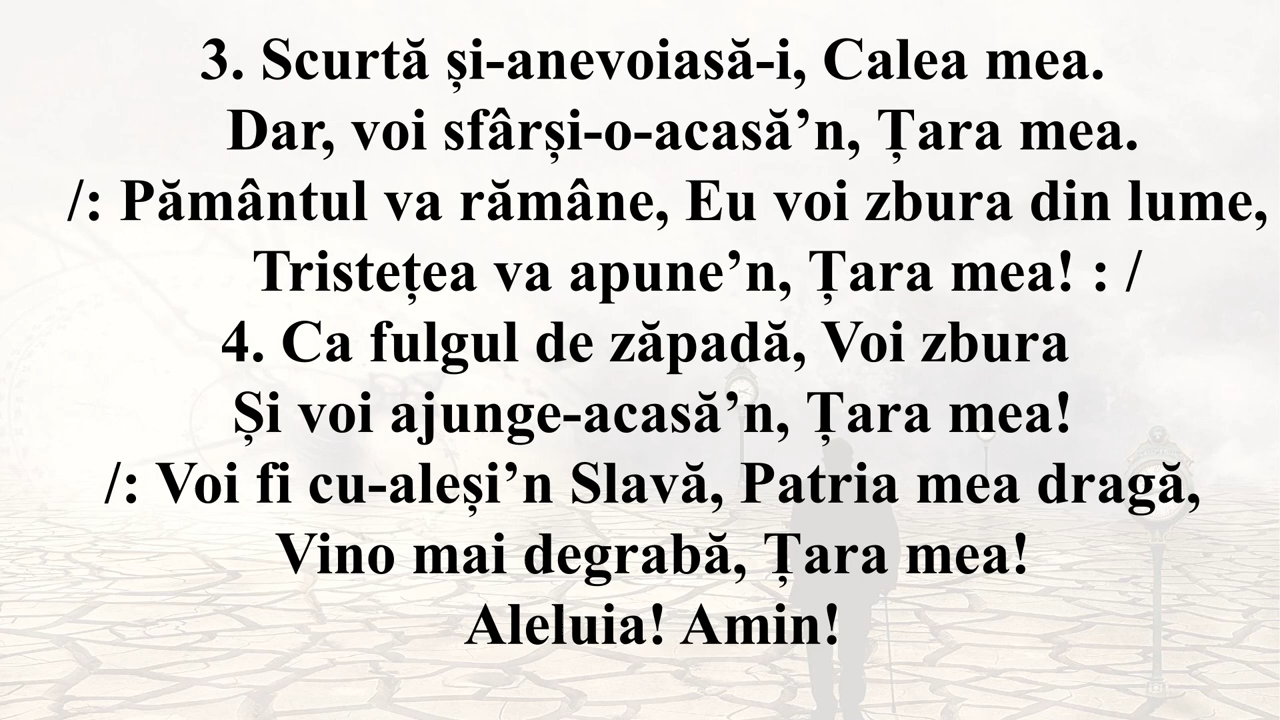 3. Scurtă și-anevoiasă-i, Calea mea.
Dar, voi sfârși-o-acasă’n, Țara mea.
/: Pământul va rămâne, Eu voi zbura din lume,
Tristețea va apune’n, Țara mea! : /
4. Ca fulgul de zăpadă, Voi zbura
Și voi ajunge-acasă’n, Țara mea!
/: Voi fi cu-aleși’n Slavă, Patria mea dragă,
Vino mai degrabă, Țara mea!
Aleluia! Amin!